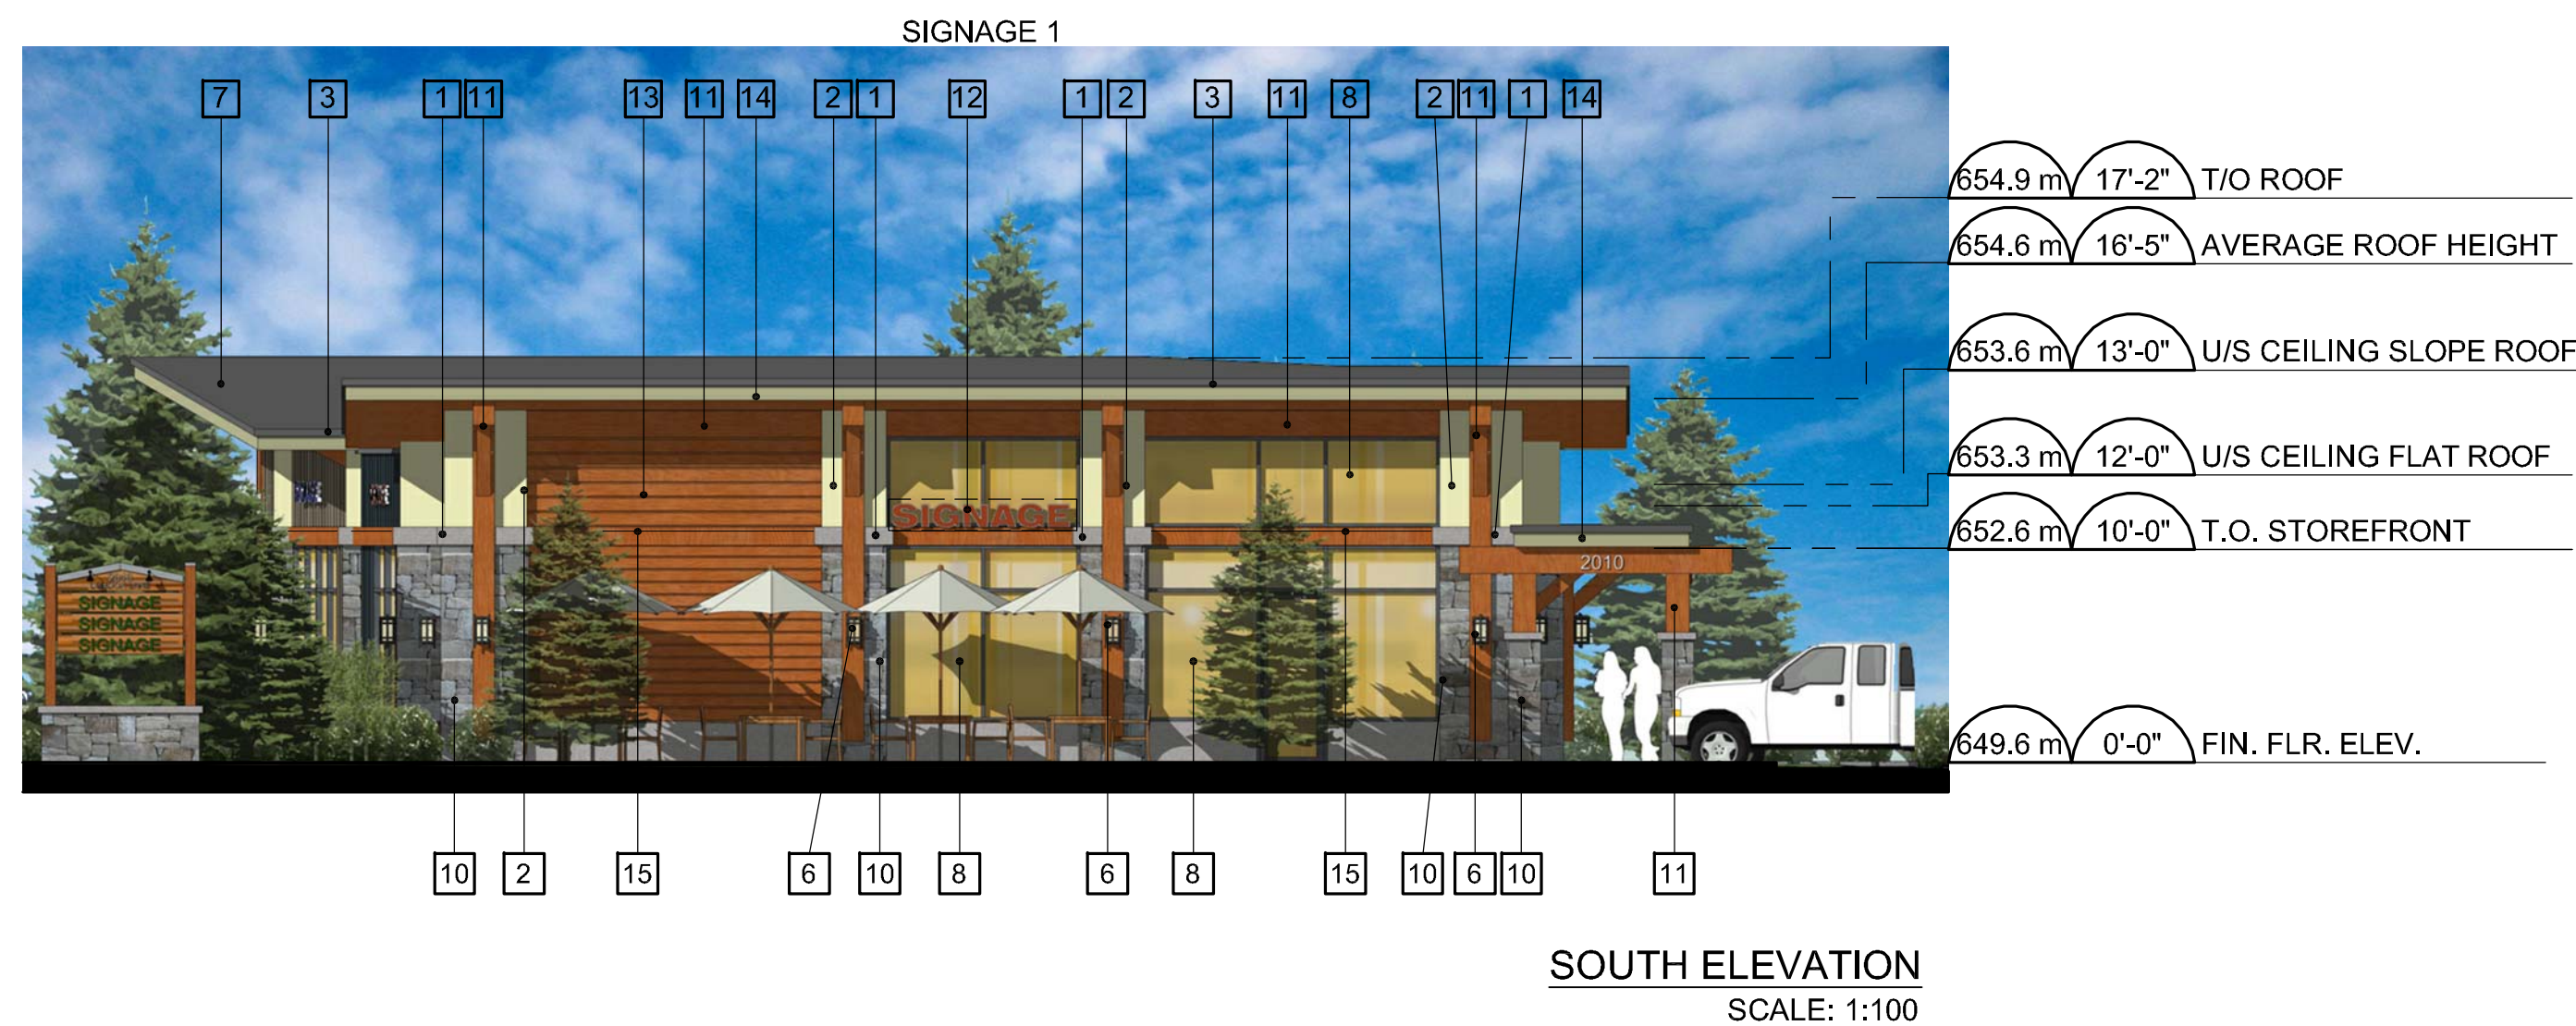 SIGNAGE 1
7 3 1 11 13 11 14 2 1 12 1 2 3 11 8 2 11 1 14
654.9 m 17'-2" T/O ROOF
654.6 m 16'-5" AVERAGE ROOF HEIGHT
653.6 m 13'-0" U/S CEILING SLOPE ROOF
653.3 m 12'-0" U/S CEILING FLAT ROOF
SIGNAGE
652.6 m 10'-0" T.O. STOREFRONT
2010
SIGNAGE
SIGNAGE
SIGNAGE
649.6 m 0'-0" FIN. FLR. ELEV.
10 2 15 6 10 8 6 8 15 10 6 10 11
SOUTH ELEVATION
SCALE: 1:100